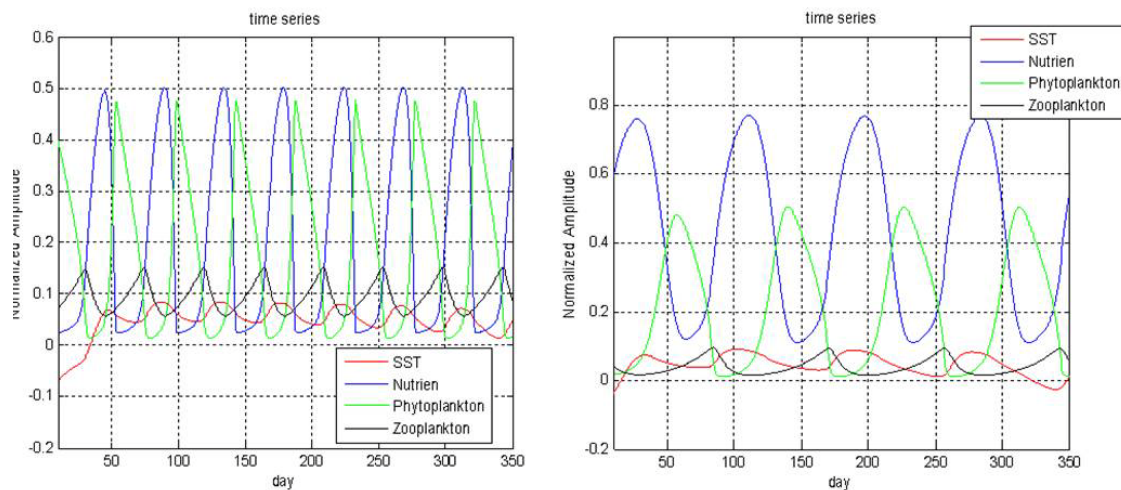 time series
0.6
0.5
0.4
0.3
0.2
0.1
0
-0.1
-0.2
Normalized Amplitude
50 100 150 200 250 300 350
day
SST
Nutrien
Phytoplankton
Zooplankton
time series
0.8
0.6
0.4
0.2
0
-0.2
Normalized Amplitude
50 100 150 200 250 300 350
day
SST
Nutrien
Phytoplankton
Zooplankton